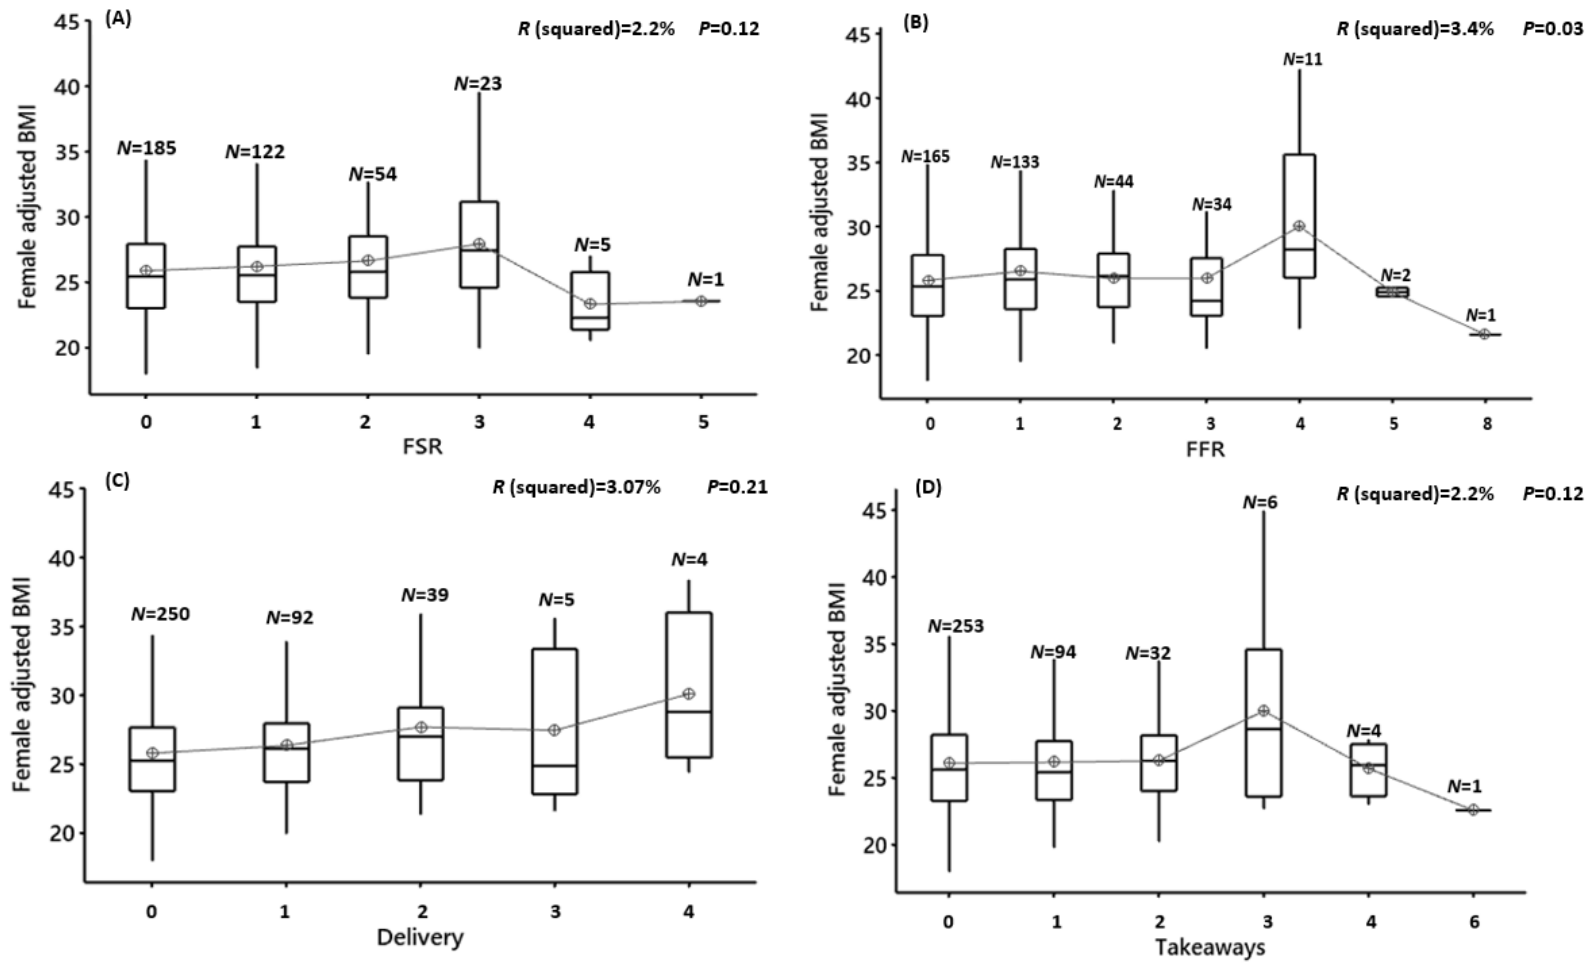 (A)
R (squared)=2.2% P=0.12
45
40
35
30
25
20
Female adjusted BMI
N=185
N=122
N=54
N=23
N=5
N=1
0 1 2 3 4 5
FSR
(B)
R (squared)=3.4% P=0.03
45
40
35
30
25
20
Female adjusted BMI
N=165
N=133
N=44
N=34
N=11
N=2
N=1
0 1 2 3 4 5 8
FFR
(C)
R (squared)=3.07% P=0.21
45
40
35
30
25
20
Female adjusted BMI
N=250
N=92
N=39
N=5
N=4
0 1 2 3 4
Delivery
(D)
R (squared)=2.2% P=0.12
45
40
35
30
25
20
Female adjusted BMI
N=253
N=94
N=32
N=6
N=4
N=1
0 1 2 3 4 6
Takeaways